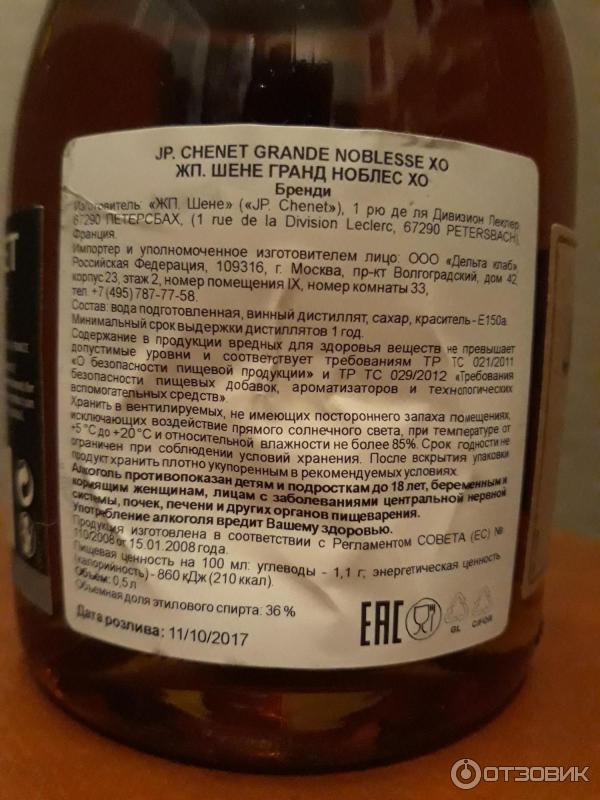 JP. CHENET GRANDE NOBLESSE XO
ЖП. ШЕНЕ ГРАНД НОБЛЕС ХО
Бренди
Изготовитель: «ЖП. Шене» («JP. Chenet»), 1 рю де ля Дивизион Леклер,
67290 ПЕТЕРСБАХ, (1 rue de la Division Leclerc, 67290 PETERSBACH),
Франция.
Импортер и уполномоченное изготовителем лицо: ООО «Дельта клаб»
Российская Федерация, 109316, г. Москва, пр-кт Волгоградский, дом 42,
корпус 23, этаж 2, номер помещения IX, номер комнаты 33,
тел. +7 (495) 787-77-58.
Состав: вода подготовленная, винный дистиллят, сахар, краситель - Е150а
Минимальный срок выдержки дистиллятов 1 год.
Содержание в продукции вредных для здоровья веществ не превышает
допустимые уровни и соответствует требованиям ТР ТС 021/2011
«О безопасности пищевой продукции» и ТР ТС 029/2012 «Требования
безопасности пищевых добавок, ароматизаторов и технологических
вспомогательных средств».
Хранить в вентилируемых, не имеющих постороннего запаха помещениях,
исключающих воздействие прямого солнечного света, при температуре от
+5 °С до +20 °С и относительной влажности не более 85%. Срок годности не
ограничен при соблюдении условий хранения. После вскрытия упаковки
продукт хранить плотно укупоренным в рекомендуемых условиях.
Алкоголь противопоказан детям и подросткам до 18 лет, беременным и
кормящим женщинам, лицам с заболеваниями центральной нервной
системы, почек, печени и других органов пищеварения.
Употребление алкоголя вредит Вашему здоровью.
Продукция изготовлена в соответствии с Регламентом СОВЕТА (ЕС) №
110/2008 от 15.01.2008 года.
Пищевая ценность на 100 мл: углеводы - 1,1 г; энергетическая ценность
(калорийность) - 860 кДж (210 ккал).
Объём: 0,5 л
Объемная доля этилового спирта: 36 %
Дата розлива: 11/10/2017
EAC
GL
C/FOR
ОТЗОВИК